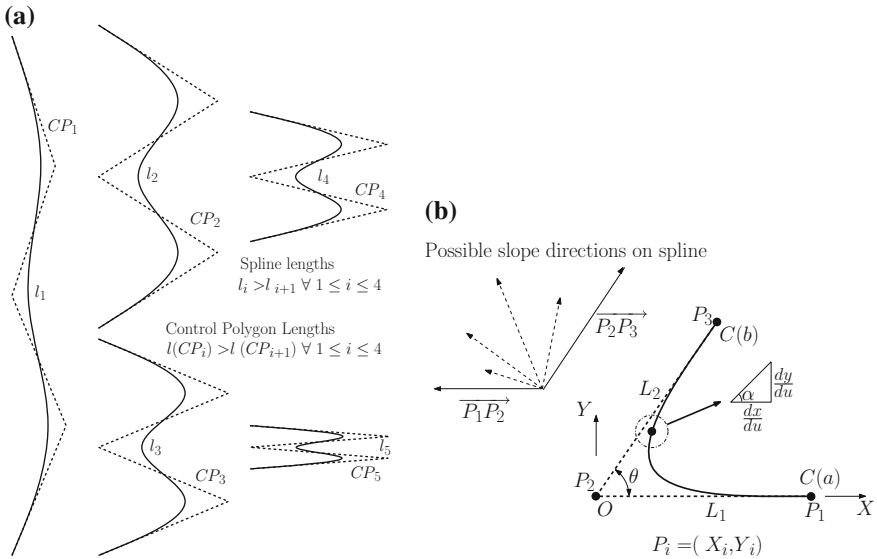 (a)
CP₁
l₁
l₂
CP₂
l₄
CP₄
Spline lengths
lᵢ >l ᵢ₊₁ ∀ 1 ≤ i ≤ 4
Control Polygon Lengths
l(CPᵢ) >l (CPᵢ₊₁) ∀ 1 ≤ i ≤ 4
l₃
CP₃
l₅
CP₅
(b)
Possible slope directions on spline
P₂P₃
P₁P₂
P₃
C(b)
L₂
α
dy
du
dx
du
Y
θ
P₂
O
L₁
C(a)
P₁
X
Pᵢ =( Xᵢ,Yᵢ)